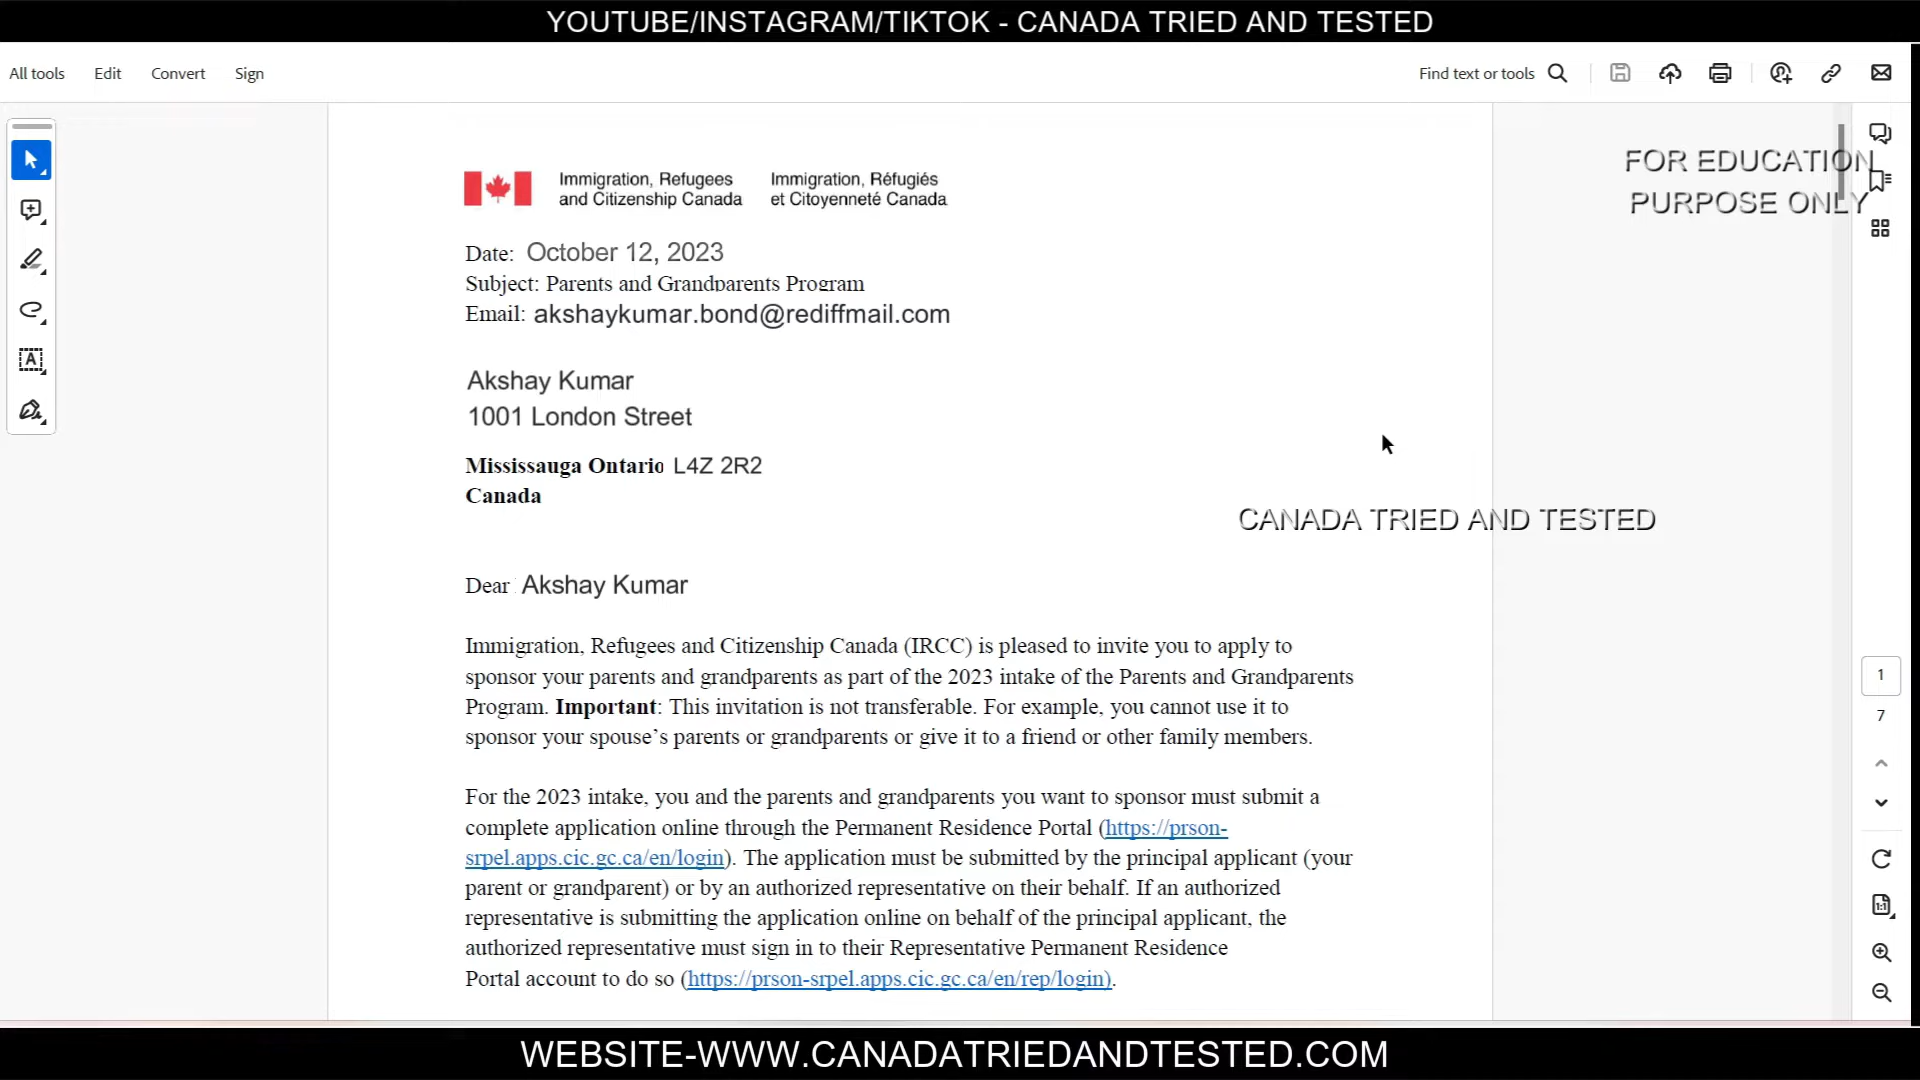 YOUTUBE/INSTAGRAM/TIKTOK - CANADA TRIED AND TESTED
All tools Edit Convert Sign Find text or tools
FOR EDUCATION
PURPOSE ONLY
Immigration, Refugees
and Citizenship Canada
Immigration, Réfugiés
et Citoyenneté Canada
Date: October 12, 2023
Subject: Parents and Grandparents Program
Email: akshaykumar.bond@rediffmail.com
Akshay Kumar
1001 London Street
Mississauga Ontario L4Z 2R2
Canada
CANADA TRIED AND TESTED
Dear Akshay Kumar
Immigration, Refugees and Citizenship Canada (IRCC) is pleased to invite you to apply to
sponsor your parents and grandparents as part of the 2023 intake of the Parents and Grandparents
Program. Important: This invitation is not transferable. For example, you cannot use it to
sponsor your spouse’s parents or grandparents or give it to a friend or other family members.
For the 2023 intake, you and the parents and grandparents you want to sponsor must submit a
complete application online through the Permanent Residence Portal (https://prson-
srpel.apps.cic.gc.ca/en/login). The application must be submitted by the principal applicant (your
parent or grandparent) or by an authorized representative on their behalf. If an authorized
representative is submitting the application online on behalf of the principal applicant, the
authorized representative must sign in to their Representative Permanent Residence
Portal account to do so (https://prson-srpel.apps.cic.gc.ca/en/rep/login).
1
7
WEBSITE-WWW.CANADATRIEDANDTESTED.COM